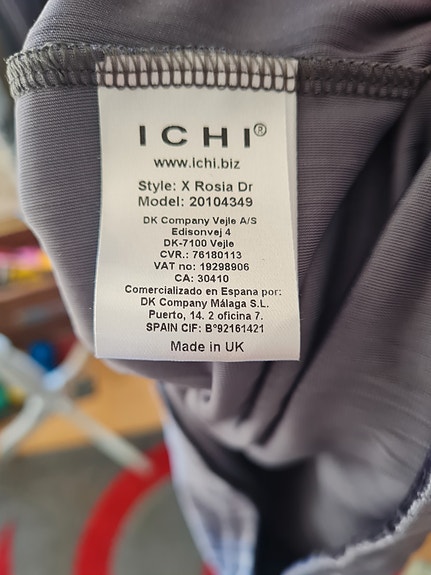 ICHI®
www.ichi.biz
Style: X Rosia Dr
Model: 20104349
DK Company Vejle A/S
Edisonvej 4
DK-7100 Vejle
CVR.: 76180113
VAT no: 19298906
CA: 30410
Comercializado en Espana por:
DK Company Málaga S.L.
Puerto, 14. 2 oficina 7.
SPAIN CIF: B°92161421
Made in UK